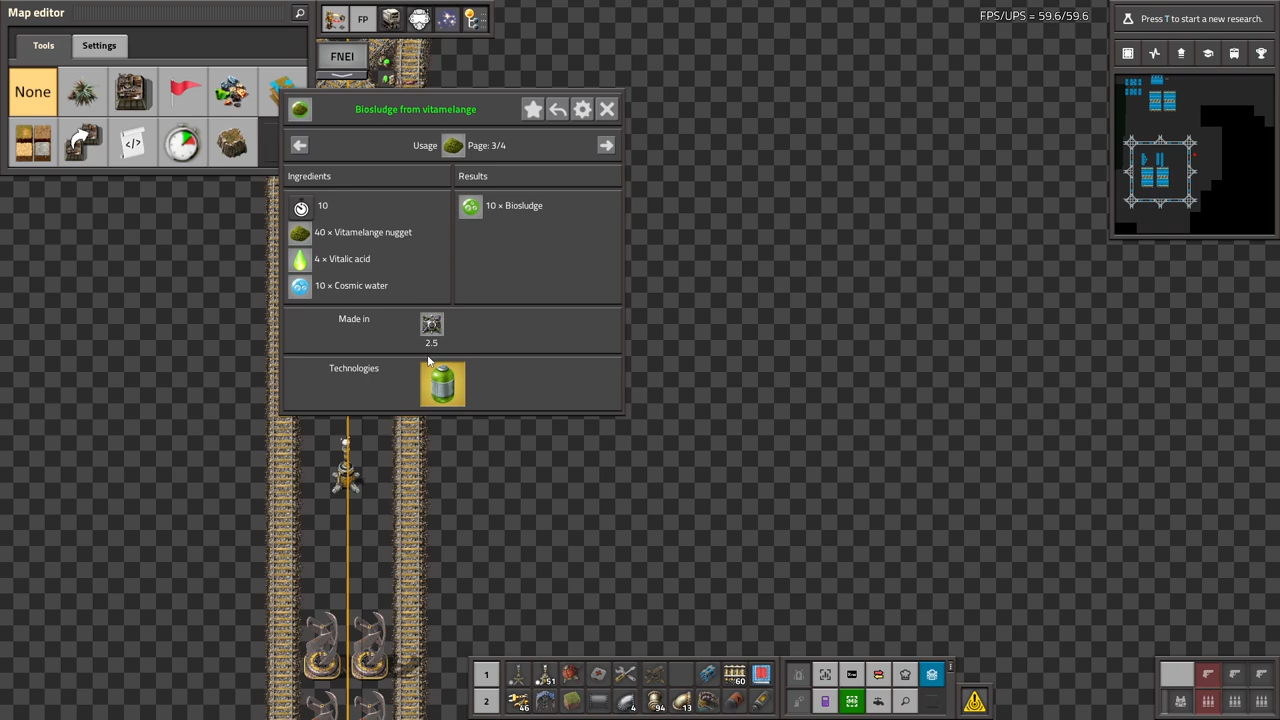 Map editor
FP
FPS/UPS = 59.6/59.6
Press T to start a new research.
Tools
Settings
FNEI
None
Biosludge from vitamelange
Usage
Page: 3/4
Ingredients
Results
10
10 × Biosludge
40 × Vitamelange nugget
4 × Vitalic acid
10 × Cosmic water
Made in
2.5
Technologies
1
51
60
2
46
4
94
13